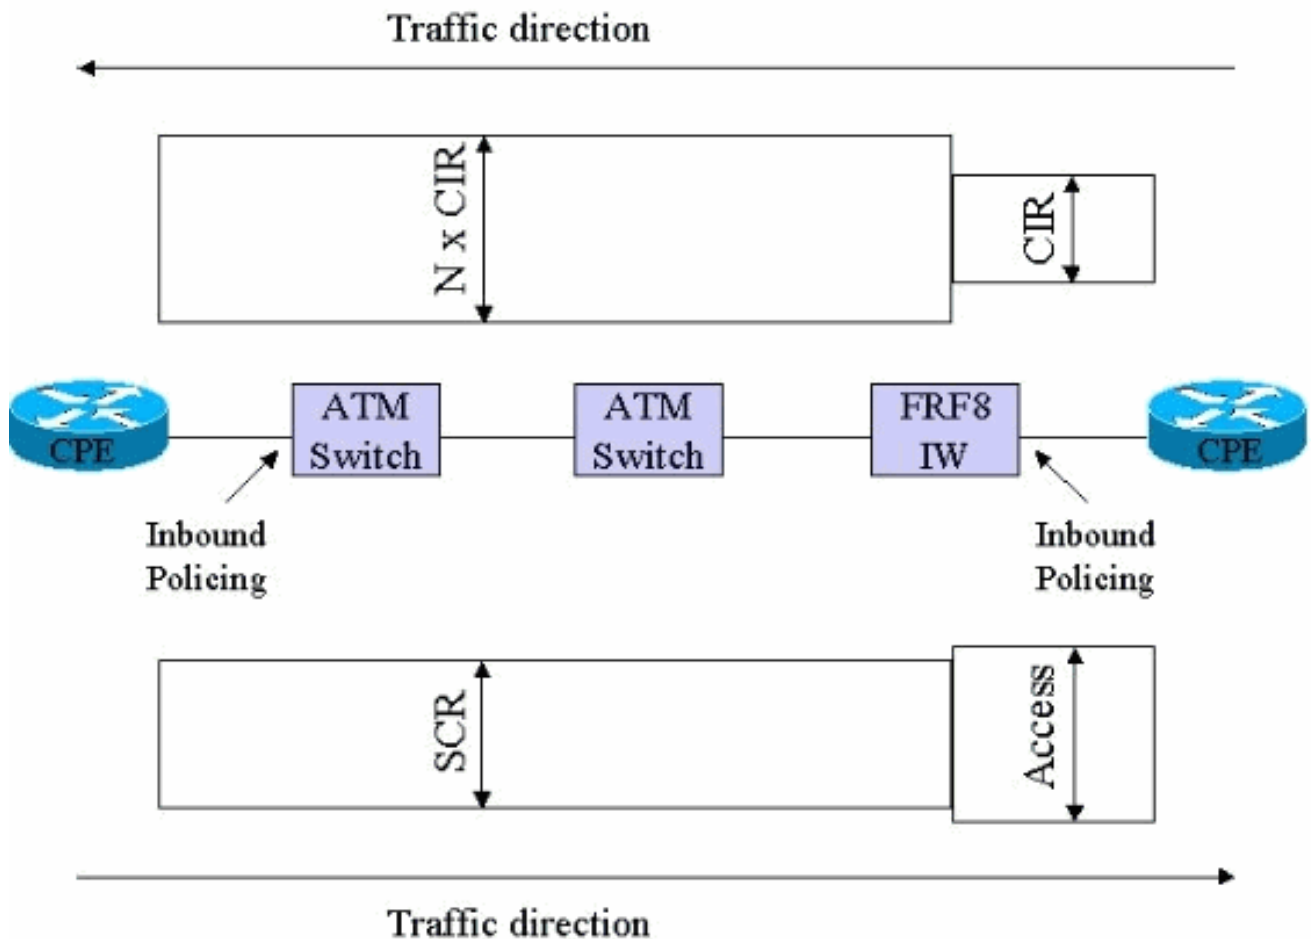 Traffic direction
N x CIR
CIR
CPE
ATM
Switch
ATM
Switch
FRF8
IW
CPE
Inbound
Policing
Inbound
Policing
SCR
Access
Traffic direction